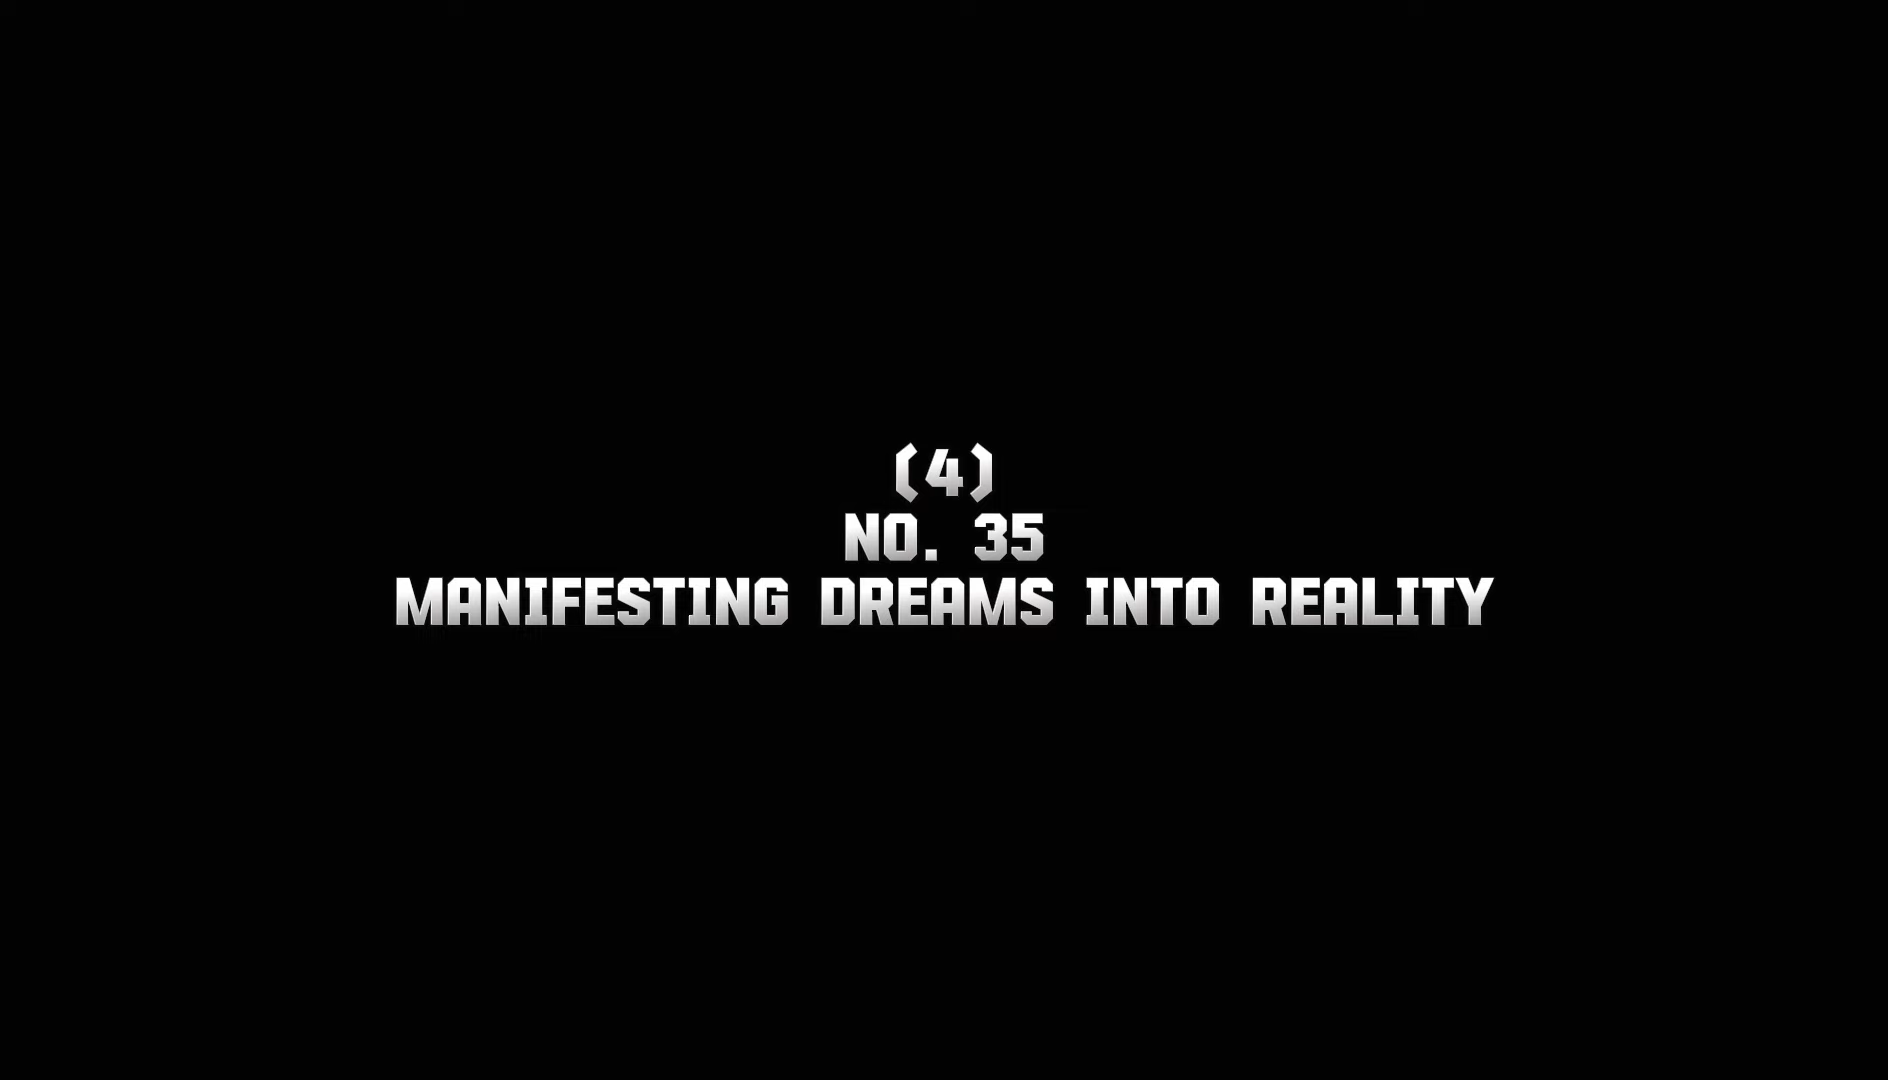 (4)
NO. 35
MANIFESTING DREAMS INTO REALITY